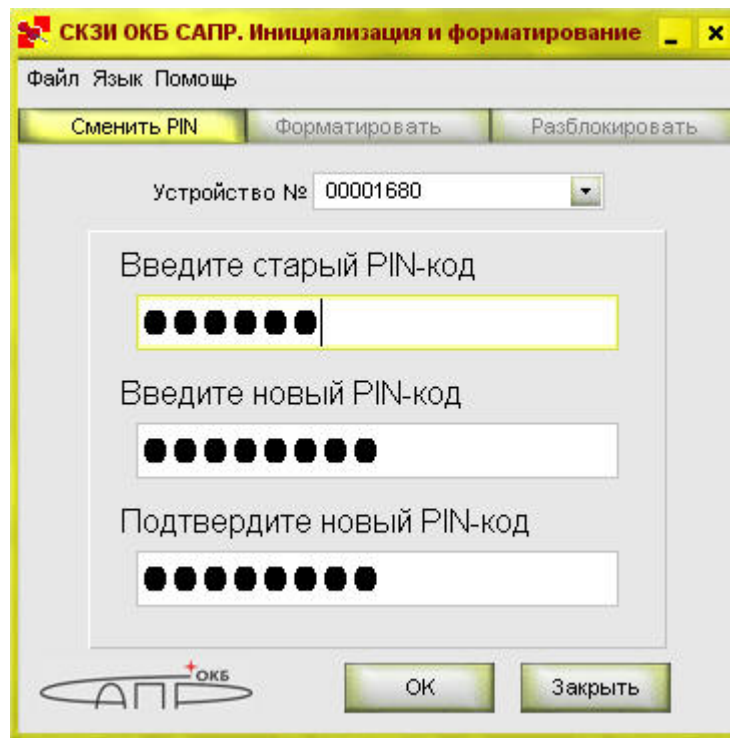 СКЗИ ОКБ САПР. Инициализация и форматирование
Файл Язык Помощь
Сменить PIN Форматировать Разблокировать
Устройство № 00001680
Введите старый PIN-код
●●●●●●
Введите новый PIN-код
●●●●●●●●
Подтвердите новый PIN-код
●●●●●●●●
ОКБ
САПР
OK Закрыть